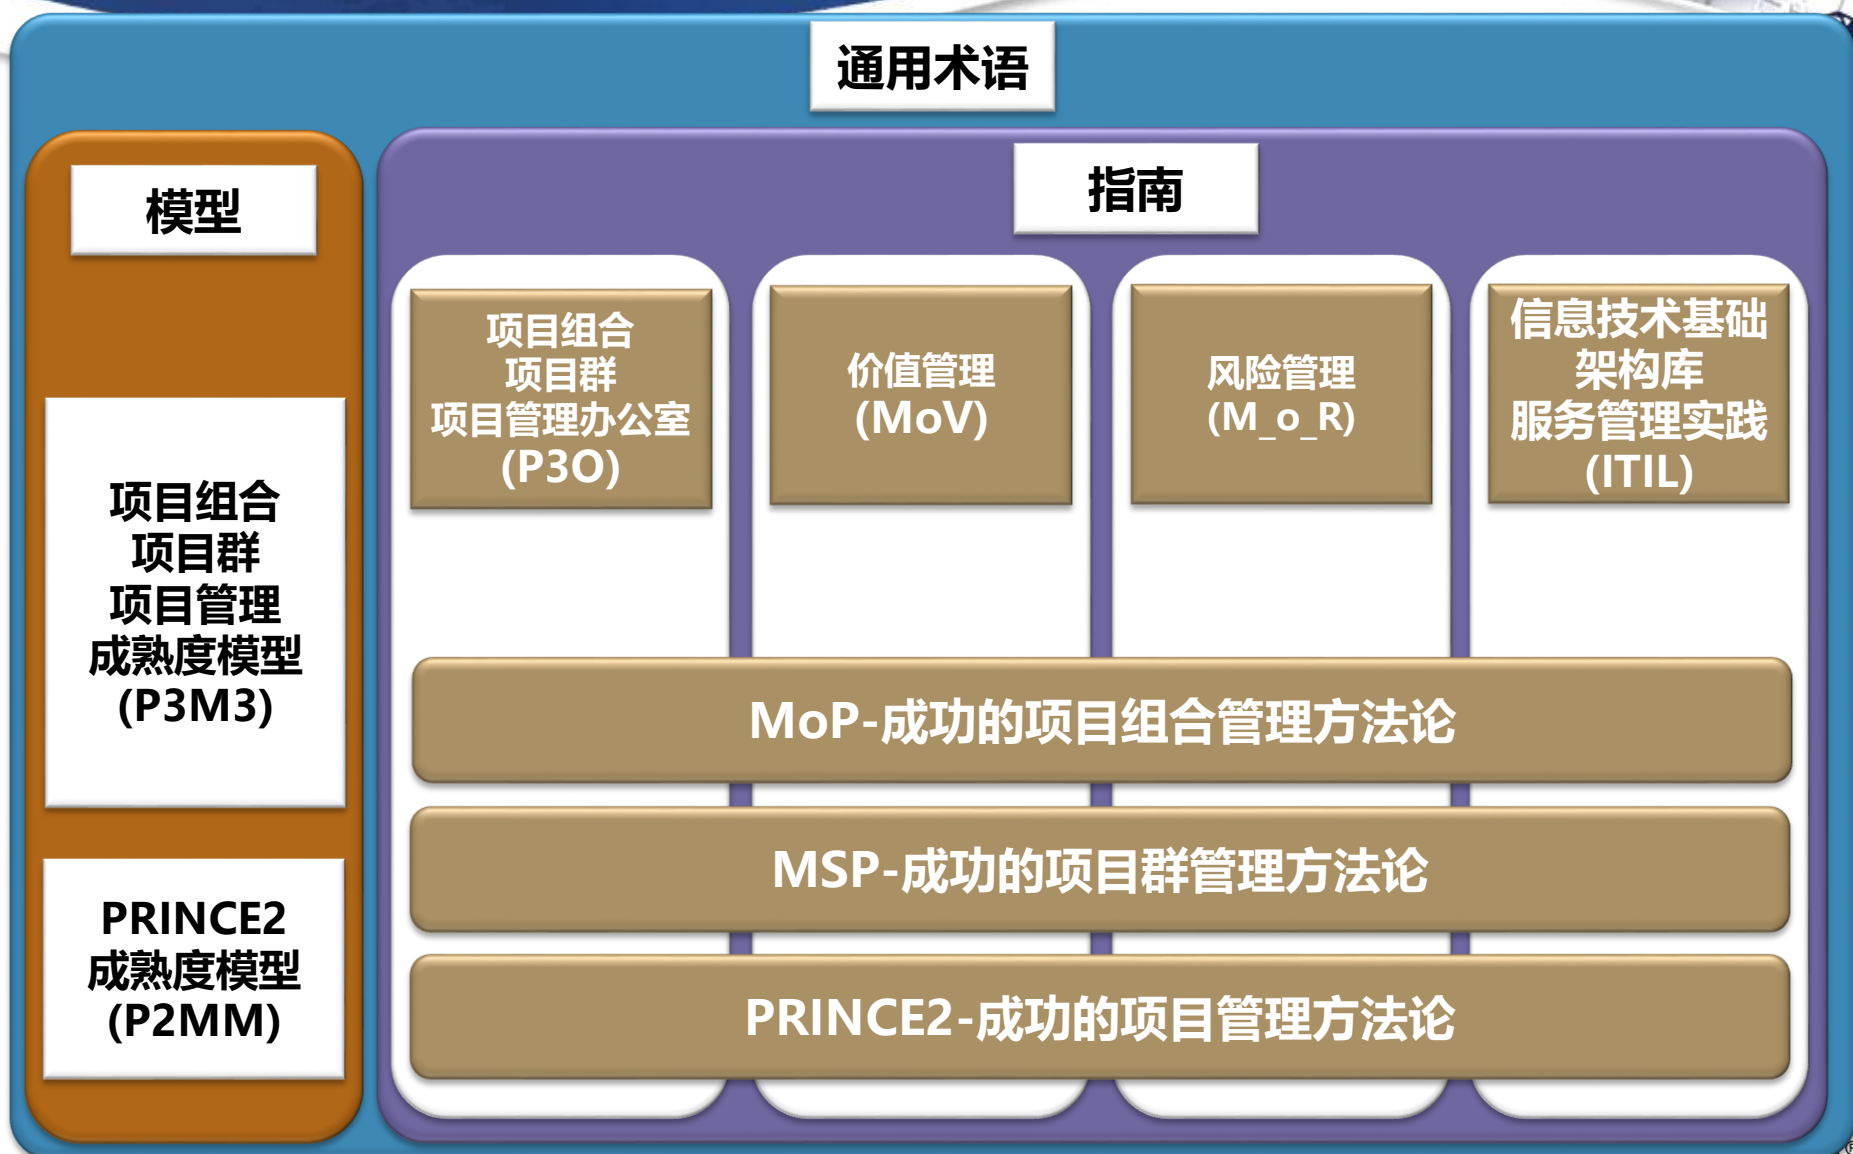 通用术语
模型
项目组合
项目群
项目管理
成熟度模型
(P3M3)
PRINCE2
成熟度模型
(P2MM)
指南
项目组合
项目群
项目管理办公室
(P3O)
价值管理
(MoV)
风险管理
(M_o_R)
信息技术基础
架构库
服务管理实践
(ITIL)
MoP-成功的项目组合管理方法论
MSP-成功的项目群管理方法论
PRINCE2-成功的项目管理方法论